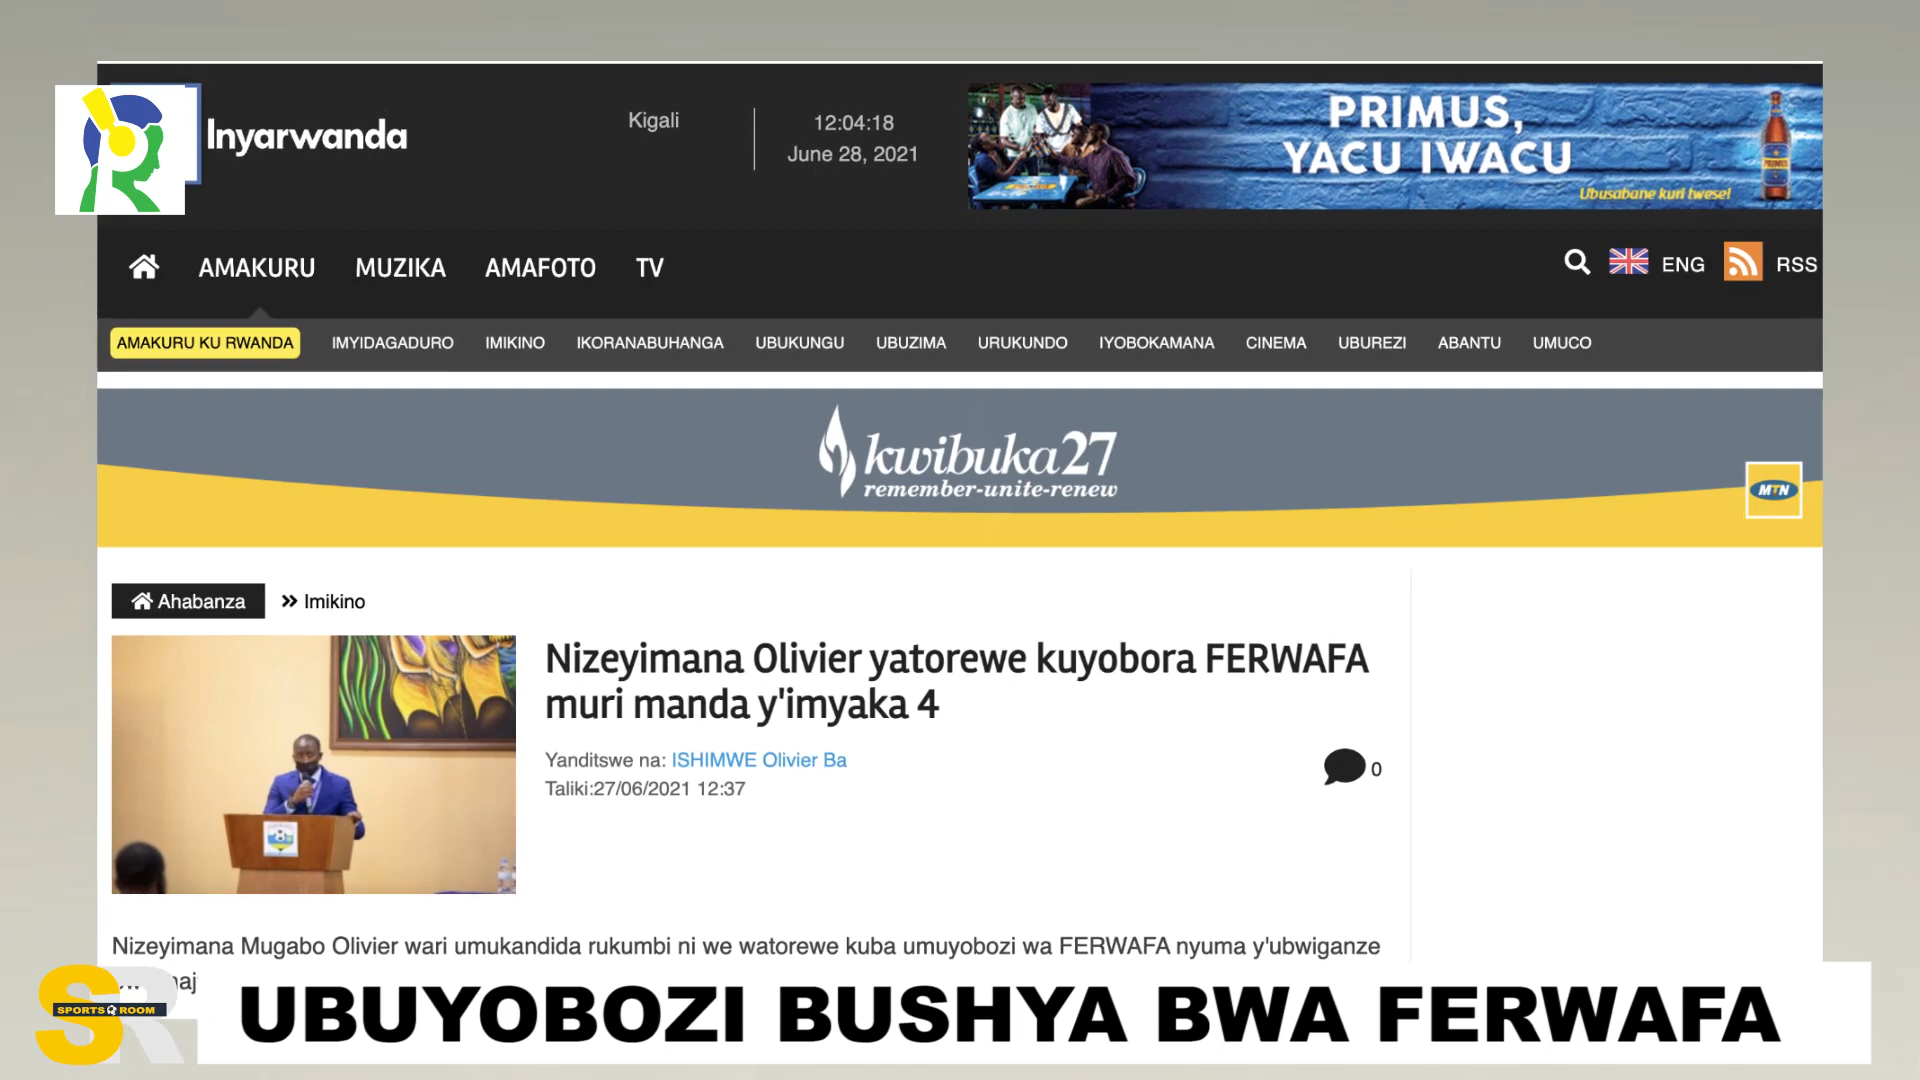 Inyarwanda
Kigali
12:04:18
June 28, 2021
PRIMUS,
YACU IWACU
Ubusabane kuri twese!
PRIMUS
AMAKURU MUZIKA AMAFOTO TV
ENG RSS
AMAKURU KU RWANDA IMYIDAGADURO IMIKINO IKORANABUHANGA UBUKUNGU UBUZIMA URUKUNDO IYOBOKAMANA CINEMA UBUREZI ABANTU UMUCO
kwibuka27
remember-unite-renew
MTN
Ahabanza » Imikino
Nizeyimana Olivier yatorewe kuyobora FERWAFA
muri manda y'imyaka 4
Yanditswe na: ISHIMWE Olivier Ba
Taliki:27/06/2021 12:37
0
Nizeyimana Mugabo Olivier wari umukandida rukumbi ni we watorewe kuba umuyobozi wa FERWAFA nyuma y'ubwiganze
SR
SPORTS ROOM
UBUYOBOZI BUSHYA BWA FERWAFA